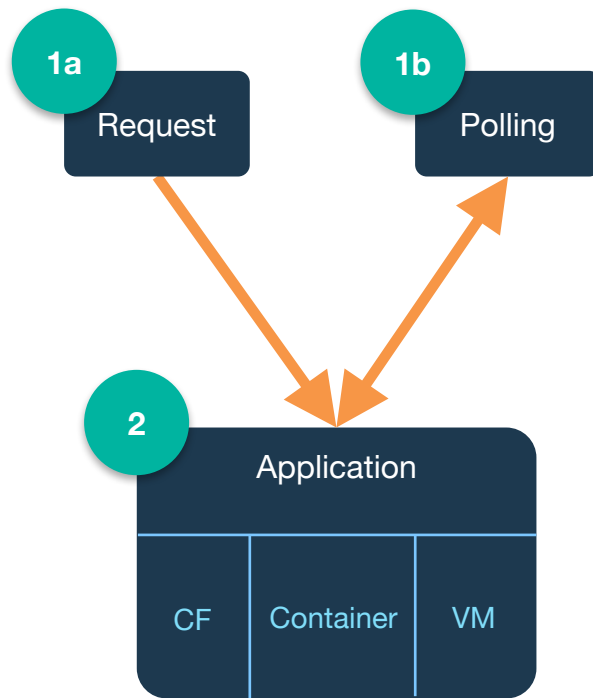 1a
1b
Request
Polling
2
Application
CF
Container
VM